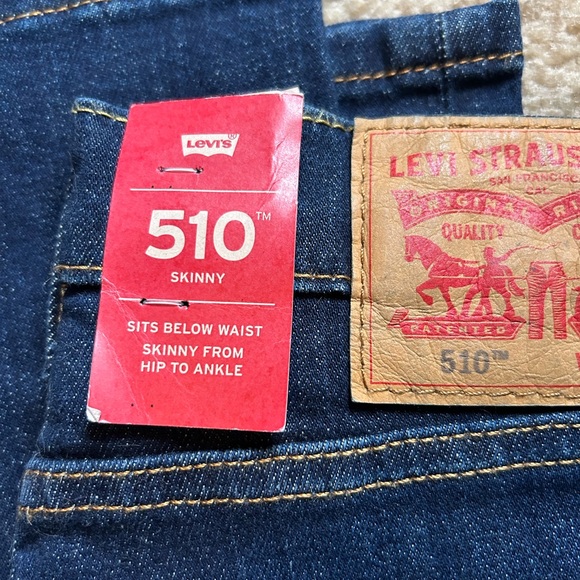 Levi's®
510™
SKINNY
SITS BELOW WAIST
SKINNY FROM
HIP TO ANKLE
LEVI STRAUS
SAN FRANCISCO
CAL
ORIGINAL
QUALITY
PATENTED
510™